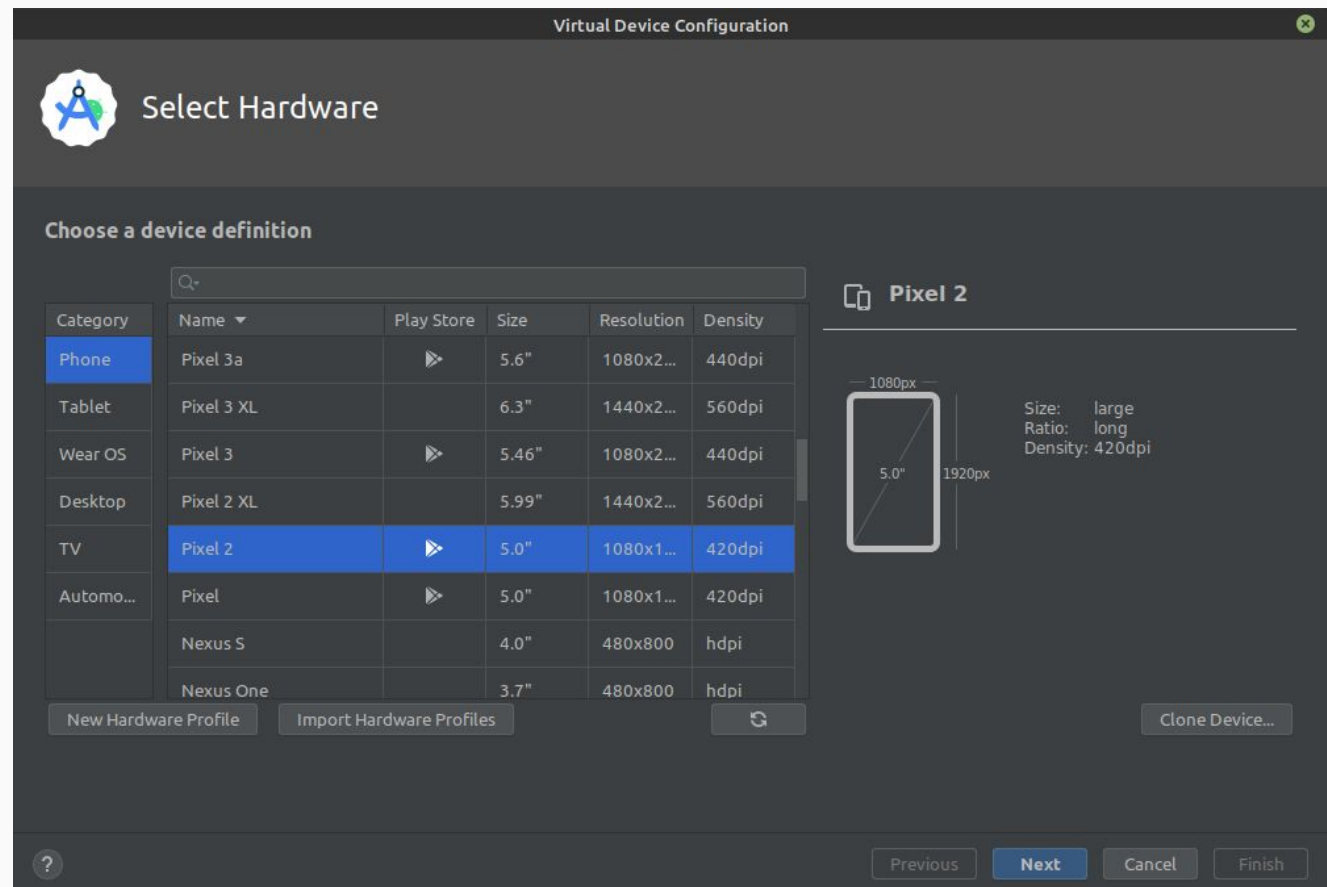 Virtual Device Configuration
Select Hardware
Choose a device definition
Category Name Play Store Size Resolution Density
Phone Pixel 3a 5.6" 1080x2... 440dpi
Tablet Pixel 3 XL 6.3" 1440x2... 560dpi
Wear OS Pixel 3 5.46" 1080x2... 440dpi
Desktop Pixel 2 XL 5.99" 1440x2... 560dpi
TV Pixel 2 5.0" 1080x1... 420dpi
Automo... Pixel 5.0" 1080x1... 420dpi
Nexus S 4.0" 480x800 hdpi
Nexus One 3.7" 480x800 hdpi
New Hardware Profile Import Hardware Profiles
Pixel 2
1080px
5.0" 1920px
Size: large
Ratio: long
Density: 420dpi
Clone Device...
? Previous Next Cancel Finish